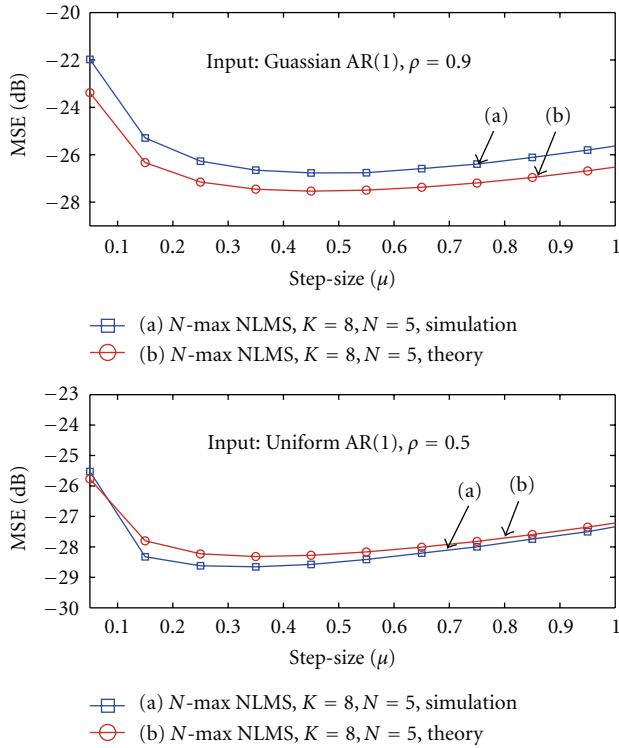 −20
−22
−24
−26
−28
MSE (dB)
Input: Guassian AR(1), ρ = 0.9
(a)
(b)
0.1 0.2 0.3 0.4 0.5 0.6 0.7 0.8 0.9 1
Step-size (μ)
(a) N-max NLMS, K = 8, N = 5, simulation
(b) N-max NLMS, K = 8, N = 5, theory
−23
−24
−25
−26
−27
−28
−29
−30
MSE (dB)
Input: Uniform AR(1), ρ = 0.5
(a)
(b)
0.1 0.2 0.3 0.4 0.5 0.6 0.7 0.8 0.9 1
Step-size (μ)
(a) N-max NLMS, K = 8, N = 5, simulation
(b) N-max NLMS, K = 8, N = 5, theory